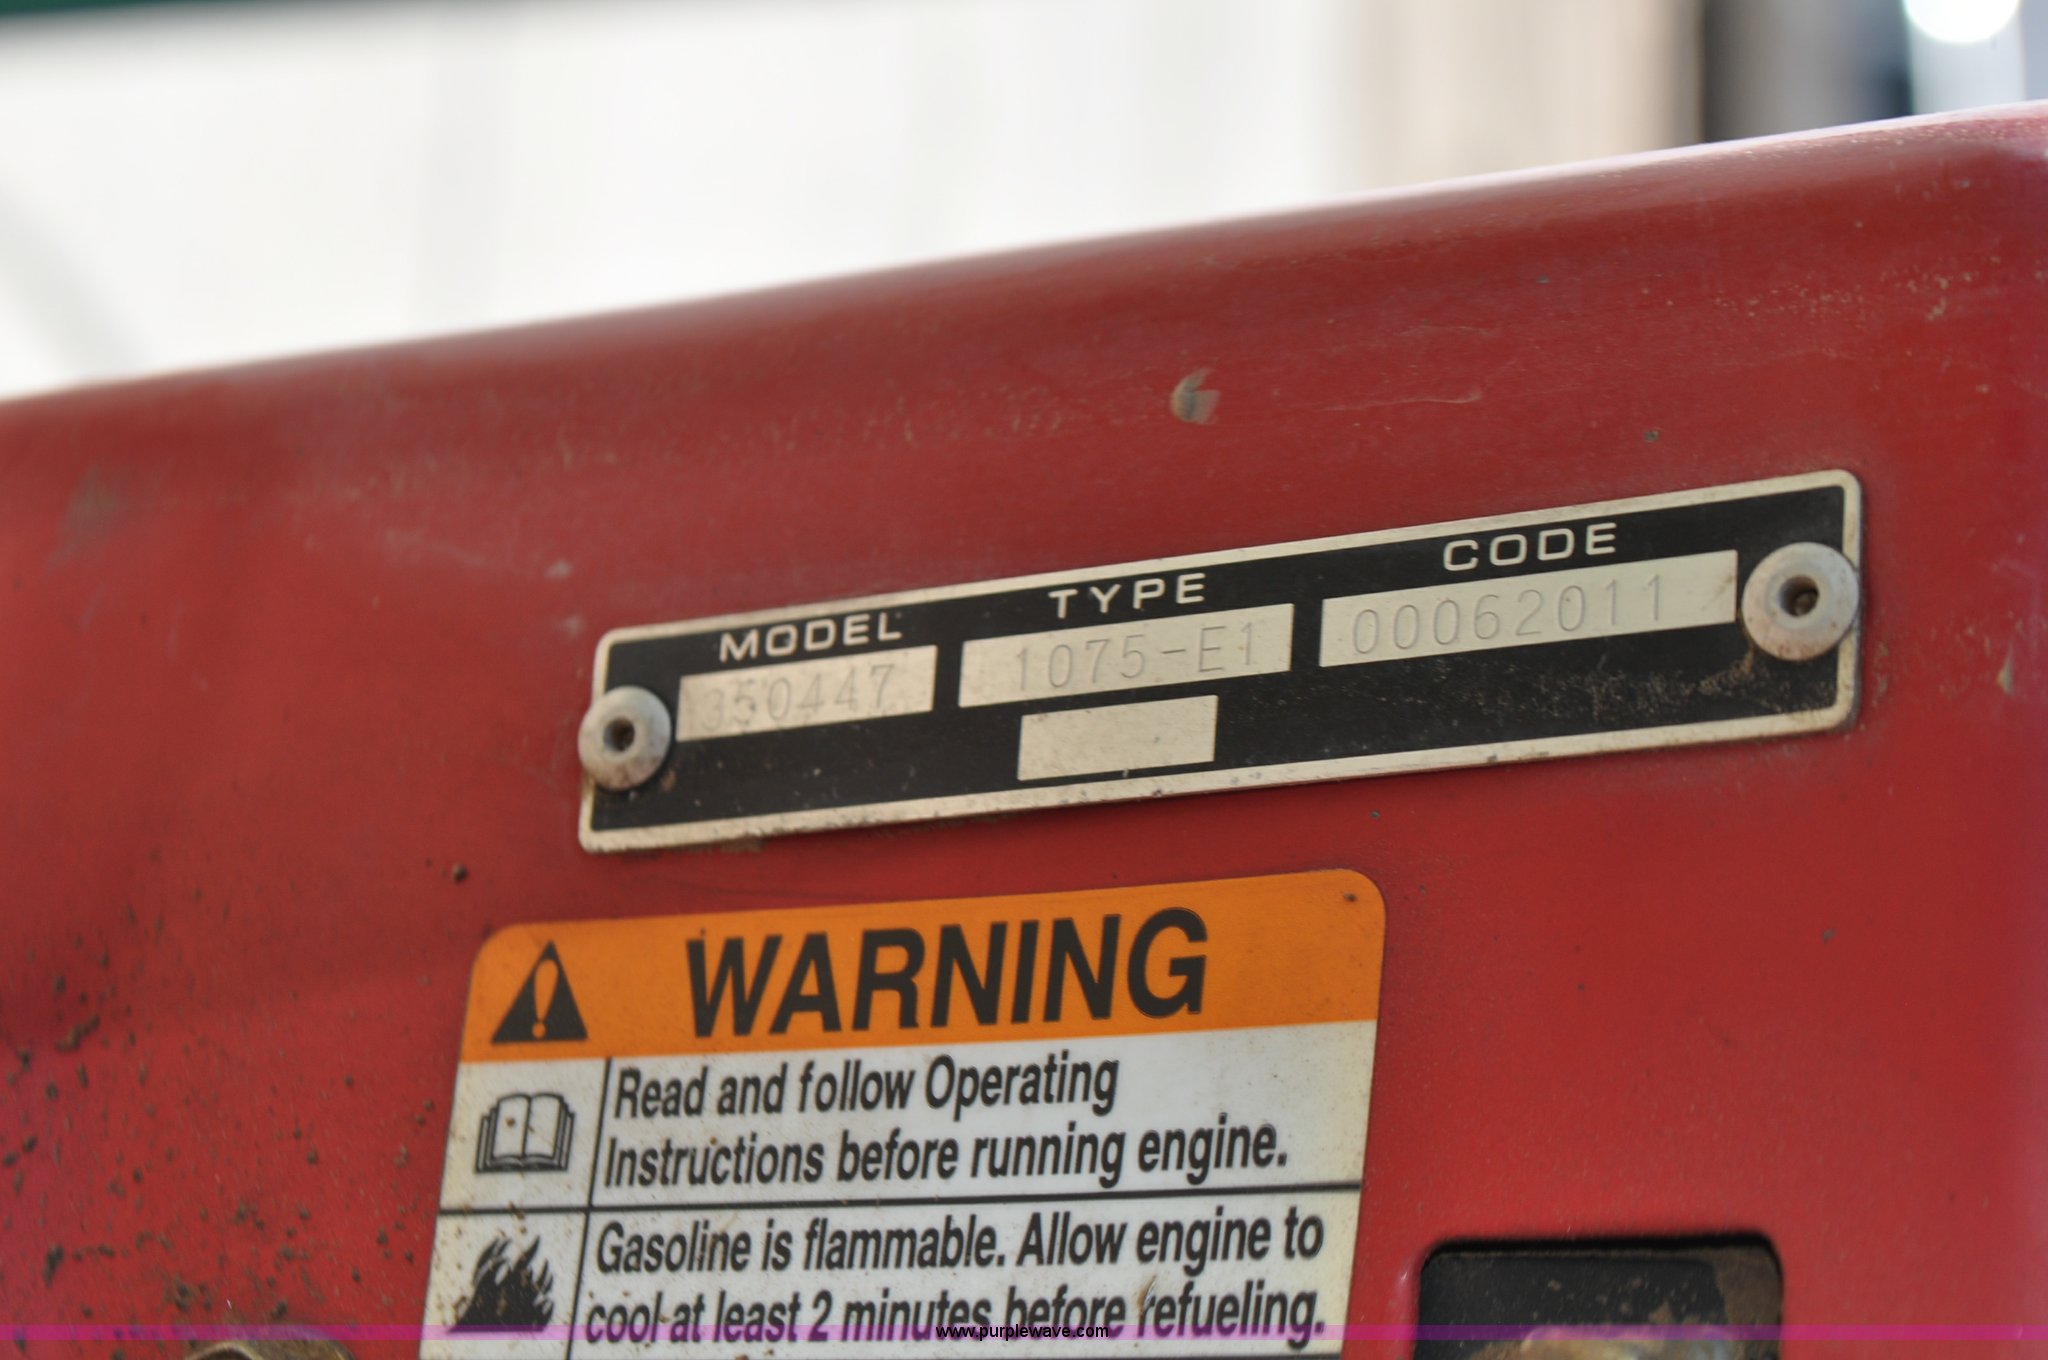 MODEL TYPE CODE
350447 1075-E1 00062011
WARNING
Read and follow Operating
Instructions before running engine.
Gasoline is flammable. Allow engine to
cool at least 2 minutes before refueling.
www.purplewave.com